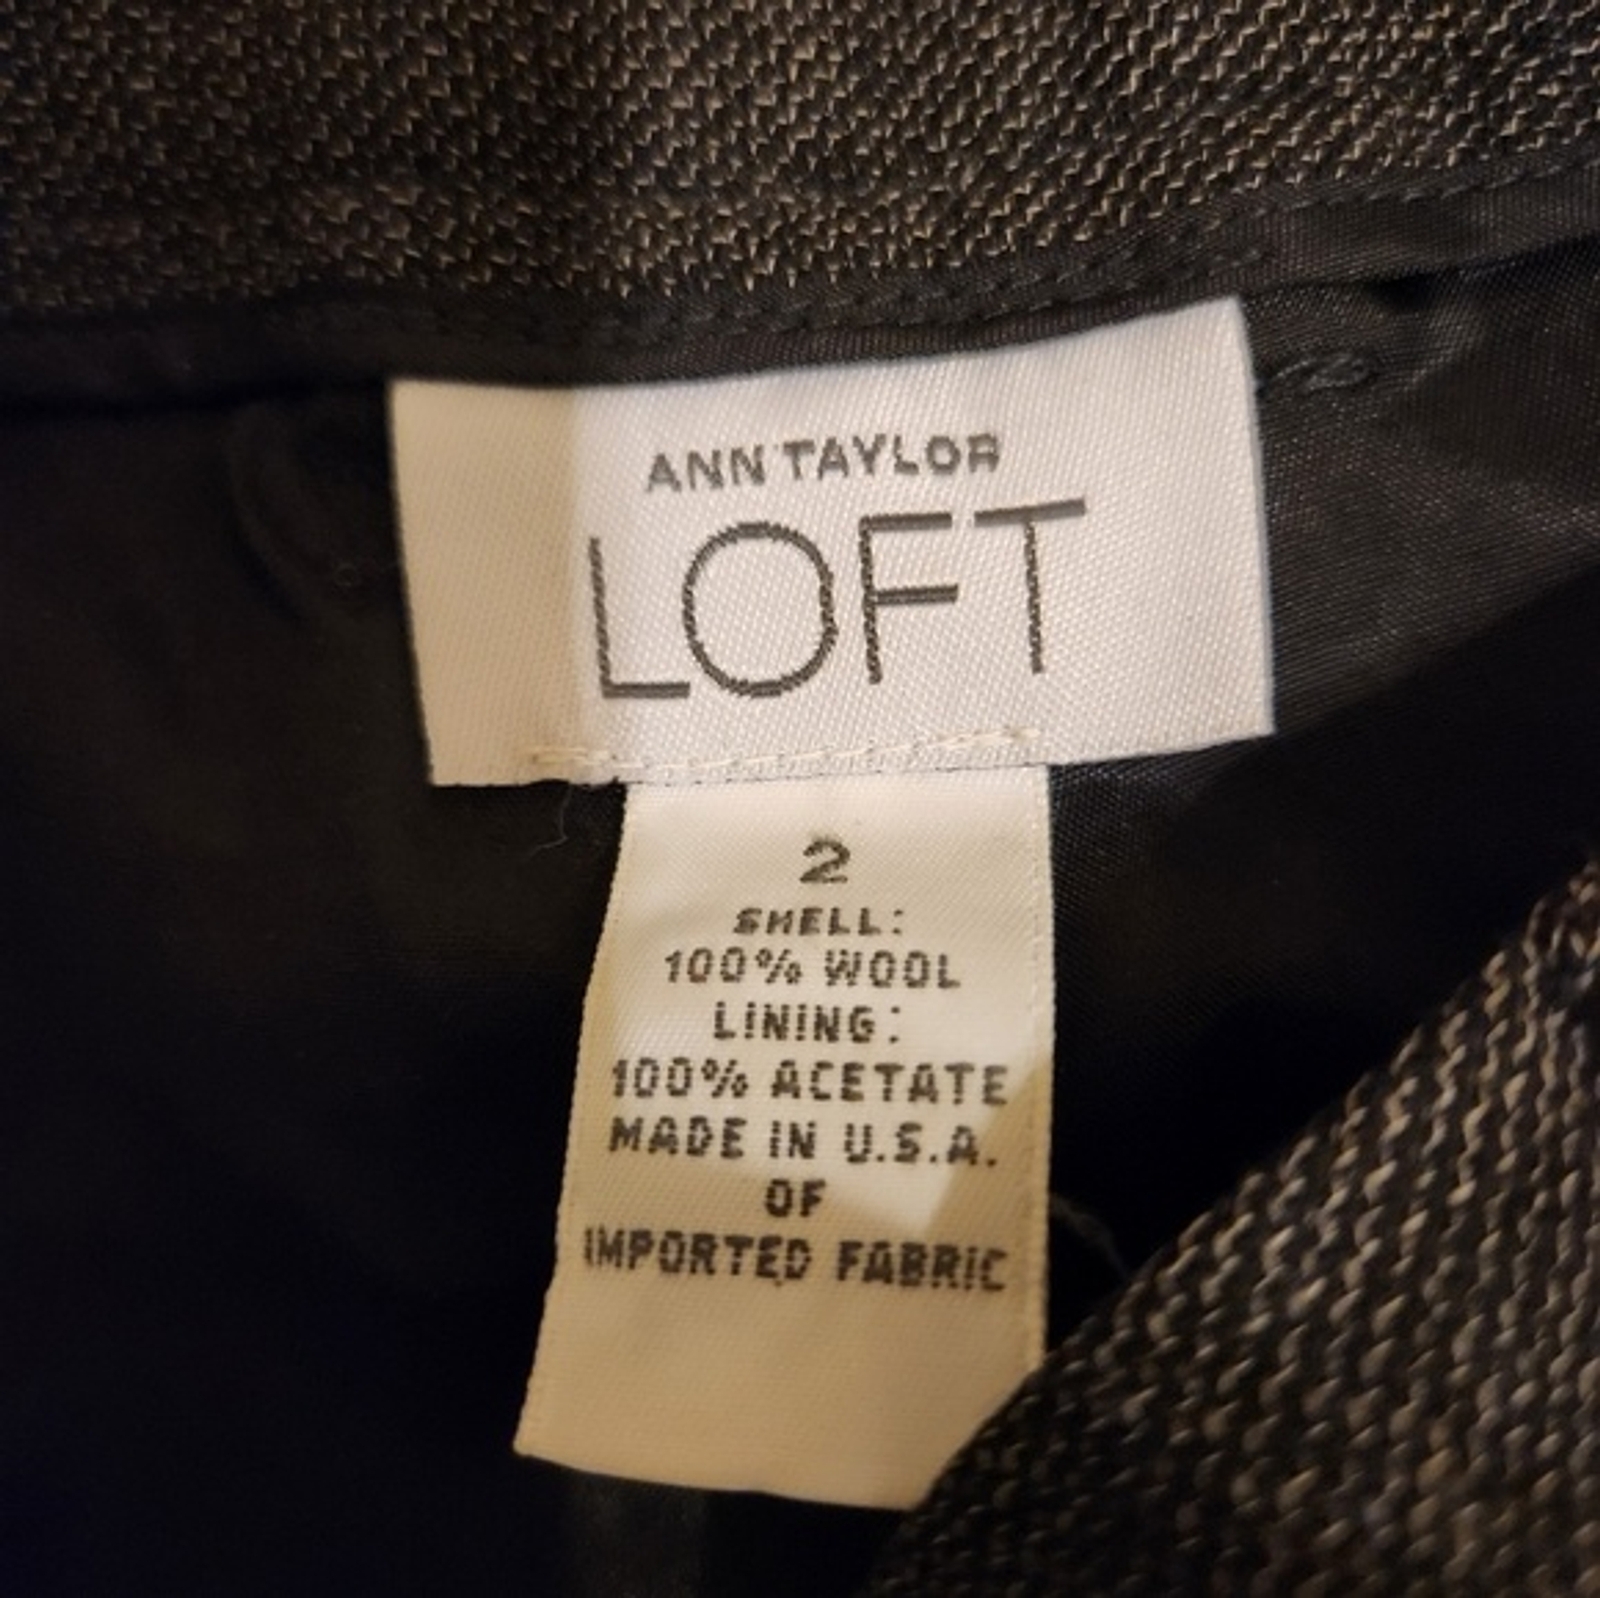 ANN TAYLOR
LOFT
2
SHELL:
100% WOOL
LINING:
100% ACETATE
MADE IN U.S.A.
OF
IMPORTED FABRIC